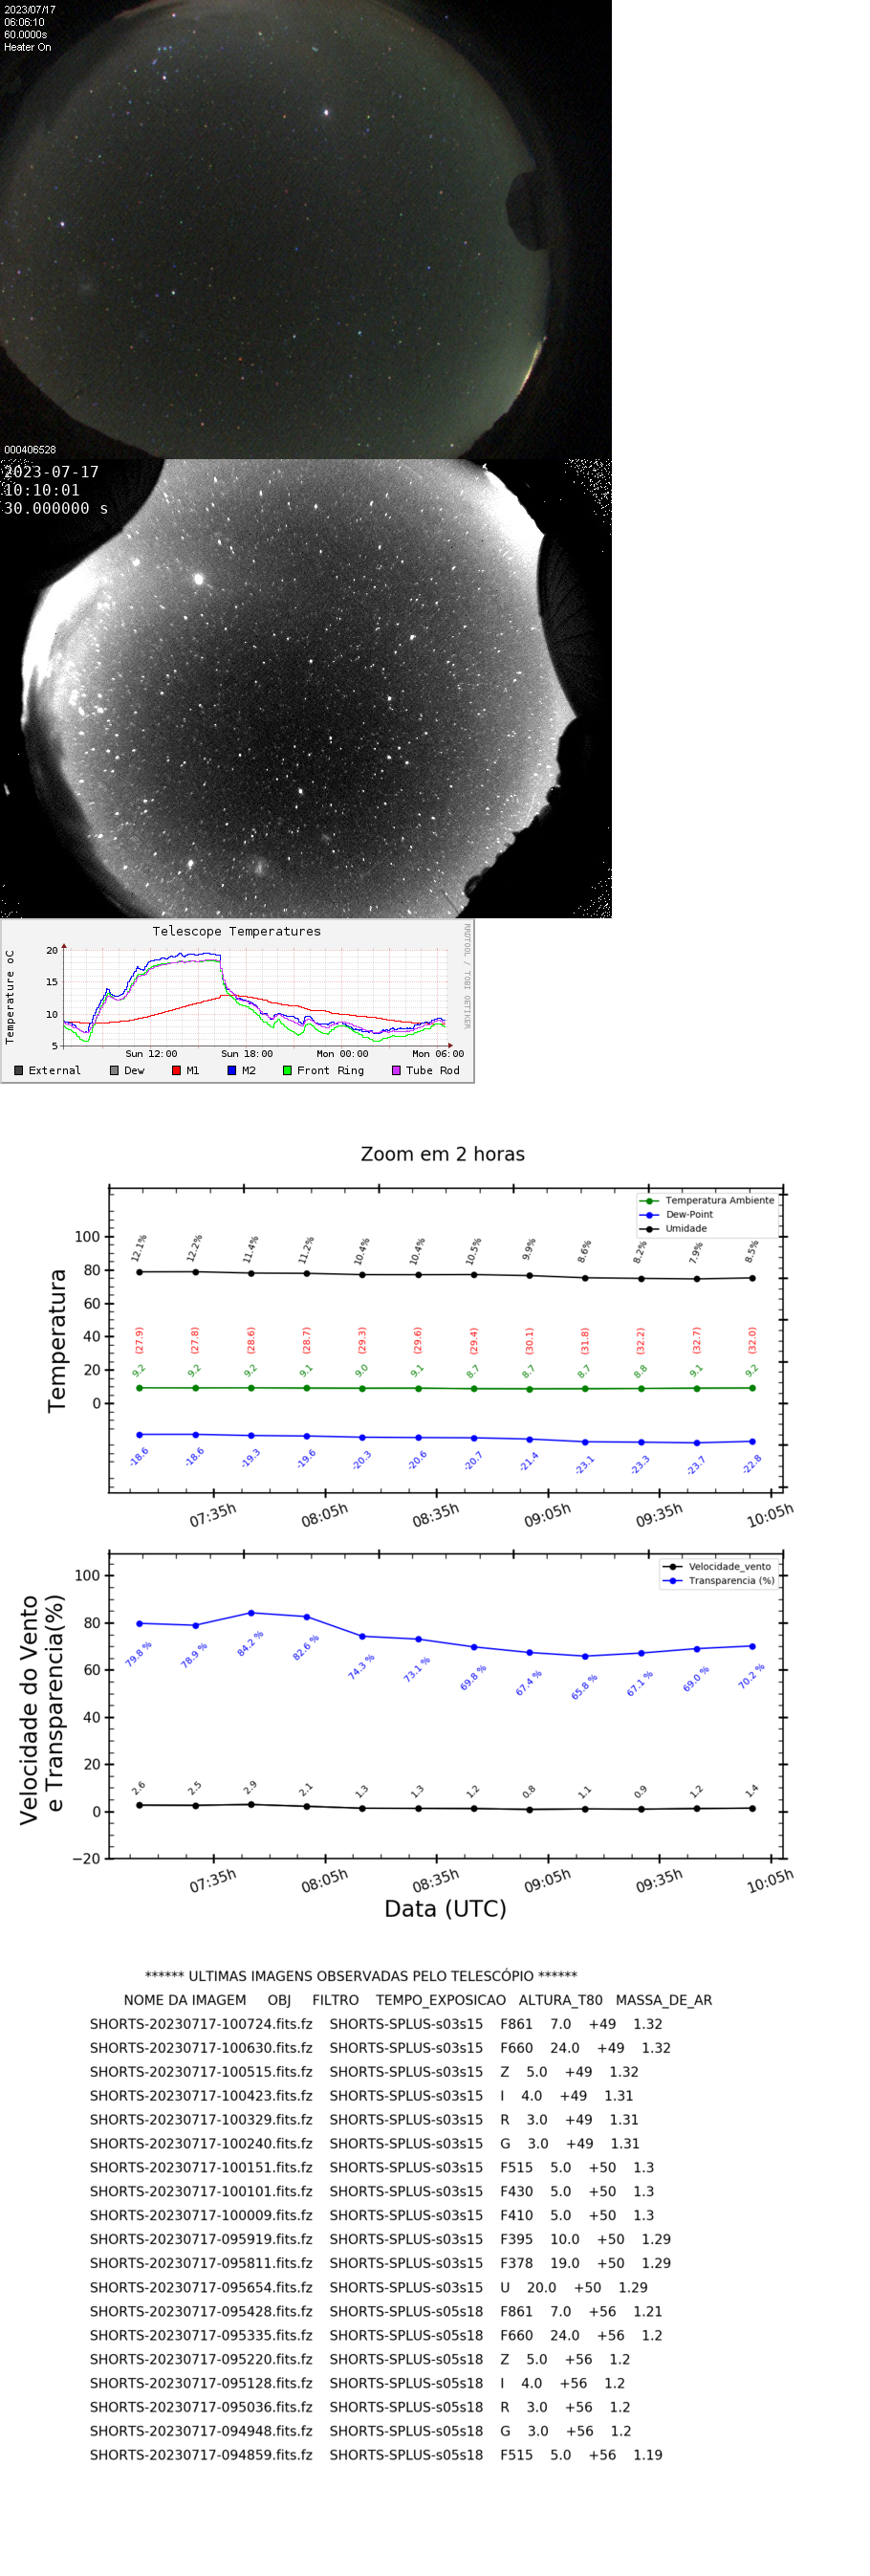 2023/07/17
06:06:10
60.0000s
Heater On
000406528
2023-07-17
10:10:01
30.000000 s
Telescope Temperatures
RRDTOOL / TOBI OETIKER
Temperature oC
20
15
10
5
Sun 12:00 Sun 18:00 Mon 00:00 Mon 06:00
External Dew M1 M2 Front Ring Tube Rod
Zoom em 2 horas
Temperatura Ambiente
Dew-Point
Umidade
Temperatura
100
80
60
40
20
0
12.1% 12.2% 11.4% 11.2% 10.4% 10.4% 10.5% 9.9% 8.6% 8.2% 7.9% 8.5%
(27.9) (27.8) (28.6) (28.7) (29.3) (29.6) (29.4) (30.1) (31.8) (32.2) (32.7) (32.0)
9.2 9.2 9.2 9.1 9.0 9.1 8.7 8.7 8.7 8.8 9.1 9.2
-18.6 -18.6 -19.3 -19.6 -20.3 -20.6 -20.7 -21.4 -23.1 -23.3 -23.7 -22.8
07:35h 08:05h 08:35h 09:05h 09:35h 10:05h
Velocidade_vento
Transparencia (%)
Velocidade do Vento
e Transparencia(%)
100
80
60
40
20
0
−20
79.8 % 78.9 % 84.2 % 82.6 % 74.3 % 73.1 % 69.8 % 67.4 % 65.8 % 67.1 % 69.0 % 70.2 %
2.6 2.5 2.9 2.1 1.3 1.3 1.2 0.8 1.1 0.9 1.2 1.4
07:35h 08:05h 08:35h 09:05h 09:35h 10:05h
Data (UTC)
****** ULTIMAS IMAGENS OBSERVADAS PELO TELESCÓPIO ******
NOME DA IMAGEM OBJ FILTRO TEMPO_EXPOSICAO ALTURA_T80 MASSA_DE_AR
SHORTS-20230717-100724.fits.fz SHORTS-SPLUS-s03s15 F861 7.0 +49 1.32
SHORTS-20230717-100630.fits.fz SHORTS-SPLUS-s03s15 F660 24.0 +49 1.32
SHORTS-20230717-100515.fits.fz SHORTS-SPLUS-s03s15 Z 5.0 +49 1.32
SHORTS-20230717-100423.fits.fz SHORTS-SPLUS-s03s15 I 4.0 +49 1.31
SHORTS-20230717-100329.fits.fz SHORTS-SPLUS-s03s15 R 3.0 +49 1.31
SHORTS-20230717-100240.fits.fz SHORTS-SPLUS-s03s15 G 3.0 +49 1.31
SHORTS-20230717-100151.fits.fz SHORTS-SPLUS-s03s15 F515 5.0 +50 1.3
SHORTS-20230717-100101.fits.fz SHORTS-SPLUS-s03s15 F430 5.0 +50 1.3
SHORTS-20230717-100009.fits.fz SHORTS-SPLUS-s03s15 F410 5.0 +50 1.3
SHORTS-20230717-095919.fits.fz SHORTS-SPLUS-s03s15 F395 10.0 +50 1.29
SHORTS-20230717-095811.fits.fz SHORTS-SPLUS-s03s15 F378 19.0 +50 1.29
SHORTS-20230717-095654.fits.fz SHORTS-SPLUS-s03s15 U 20.0 +50 1.29
SHORTS-20230717-095428.fits.fz SHORTS-SPLUS-s05s18 F861 7.0 +56 1.21
SHORTS-20230717-095335.fits.fz SHORTS-SPLUS-s05s18 F660 24.0 +56 1.2
SHORTS-20230717-095220.fits.fz SHORTS-SPLUS-s05s18 Z 5.0 +56 1.2
SHORTS-20230717-095128.fits.fz SHORTS-SPLUS-s05s18 I 4.0 +56 1.2
SHORTS-20230717-095036.fits.fz SHORTS-SPLUS-s05s18 R 3.0 +56 1.2
SHORTS-20230717-094948.fits.fz SHORTS-SPLUS-s05s18 G 3.0 +56 1.2
SHORTS-20230717-094859.fits.fz SHORTS-SPLUS-s05s18 F515 5.0 +56 1.19